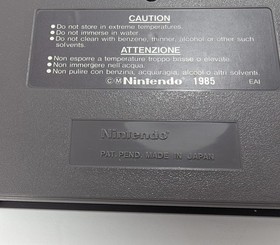 CAUTION
•Do not store in extreme temperatures.
•Do not immerse in water.
•Do not clean with benzene, thinner, alcohol or other such
solvents.
ATTENZIONE
•Non esporre a temperature troppo basse o elevate.
•Non immergere nell'acqua.
•Non pulire con benzina, acquaragia, alcool o altri solventi.
C-M Nintendo 1985 EAI
Nintendo
PAT. PEND. MADE IN JAPAN